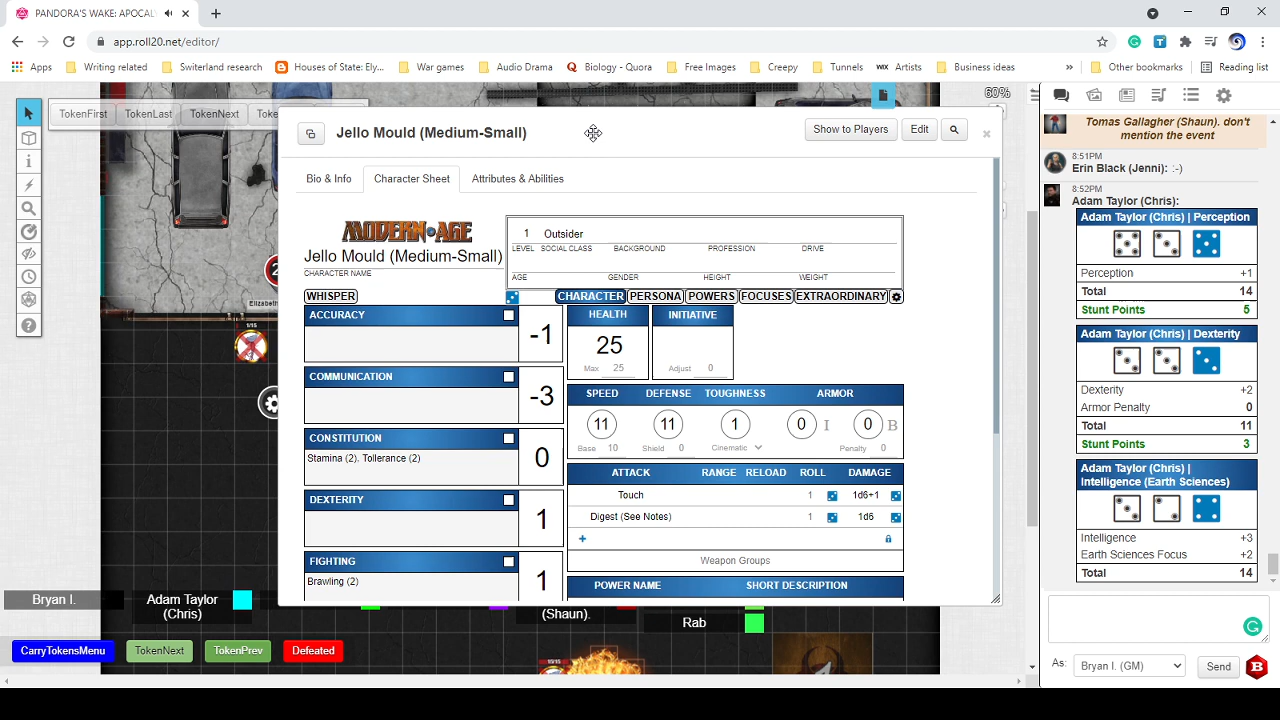 PANDORA'S WAKE: APOCAL
app.roll20.net/editor/
Apps Writing related Switerland research Houses of State: Ely... War games Audio Drama Biology - Quora Free Images Creepy Tunnels WiX Artists Business ideas » Other bookmarks Reading list
TokenFirst TokenLast TokenNext Toke
60%
Jello Mould (Medium-Small)
Show to Players Edit
Bio & Info Character Sheet Attributes & Abilities
MODERN AGE
Jello Mould (Medium-Small)
CHARACTER NAME
1 Outsider
LEVEL SOCIAL CLASS BACKGROUND PROFESSION DRIVE
AGE GENDER HEIGHT WEIGHT
WHISPER
CHARACTER PERSONA POWERS FOCUSES EXTRAORDINARY
ACCURACY
-1
COMMUNICATION
-3
CONSTITUTION
Stamina (2). Tollerance (2)
0
DEXTERITY
1
FIGHTING
Brawling (2)
1
HEALTH INITIATIVE
25
Max 25 Adjust 0
SPEED DEFENSE TOUGHNESS ARMOR
11 11 1 0 I 0 B
Base 10 Shield 0 Cinematic Penalty 0
ATTACK RANGE RELOAD ROLL DAMAGE
Touch 1 1d6+1
Digest (See Notes) 1 1d6
+
Weapon Groups
POWER NAME SHORT DESCRIPTION
Elizabeth
1/15
Bryan I.
Adam Taylor
(Chris)
(Shaun).
Rab
CarryTokensMenu TokenNext TokenPrev Defeated
15/15
Tomas Gallagher (Shaun). don't
mention the event
8:51PM
Erin Black (Jenni): :-)
8:52PM
Adam Taylor (Chris):
Adam Taylor (Chris) | Perception
Perception +1
Total 14
Stunt Points 5
Adam Taylor (Chris) | Dexterity
Dexterity +2
Armor Penalty 0
Total 11
Stunt Points 3
Adam Taylor (Chris) |
Intelligence (Earth Sciences)
Intelligence +3
Earth Sciences Focus +2
Total 14
As: Bryan I. (GM) Send